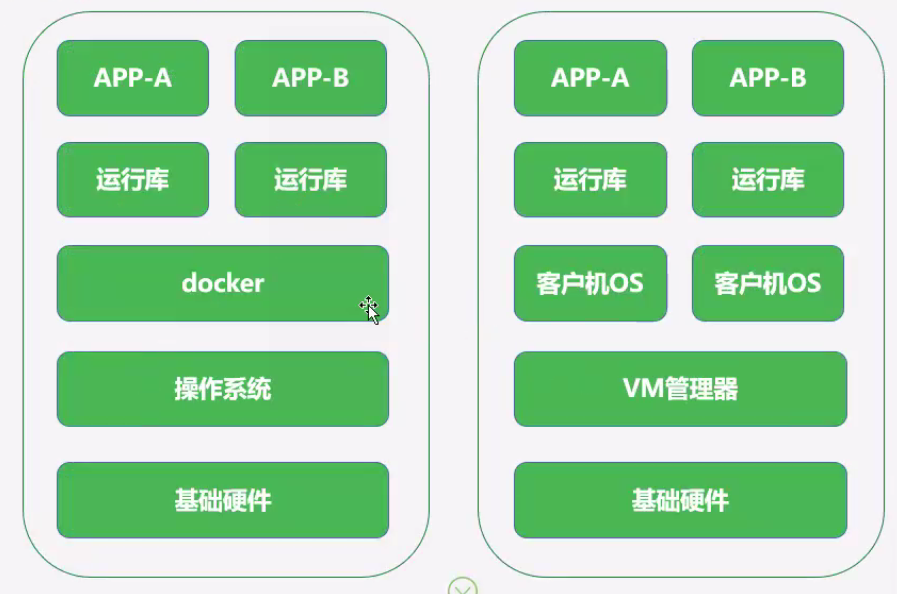 APP-A APP-B
运行库 运行库
docker
操作系统
基础硬件
APP-A APP-B
运行库 运行库
客户机OS 客户机OS
VM管理器
基础硬件